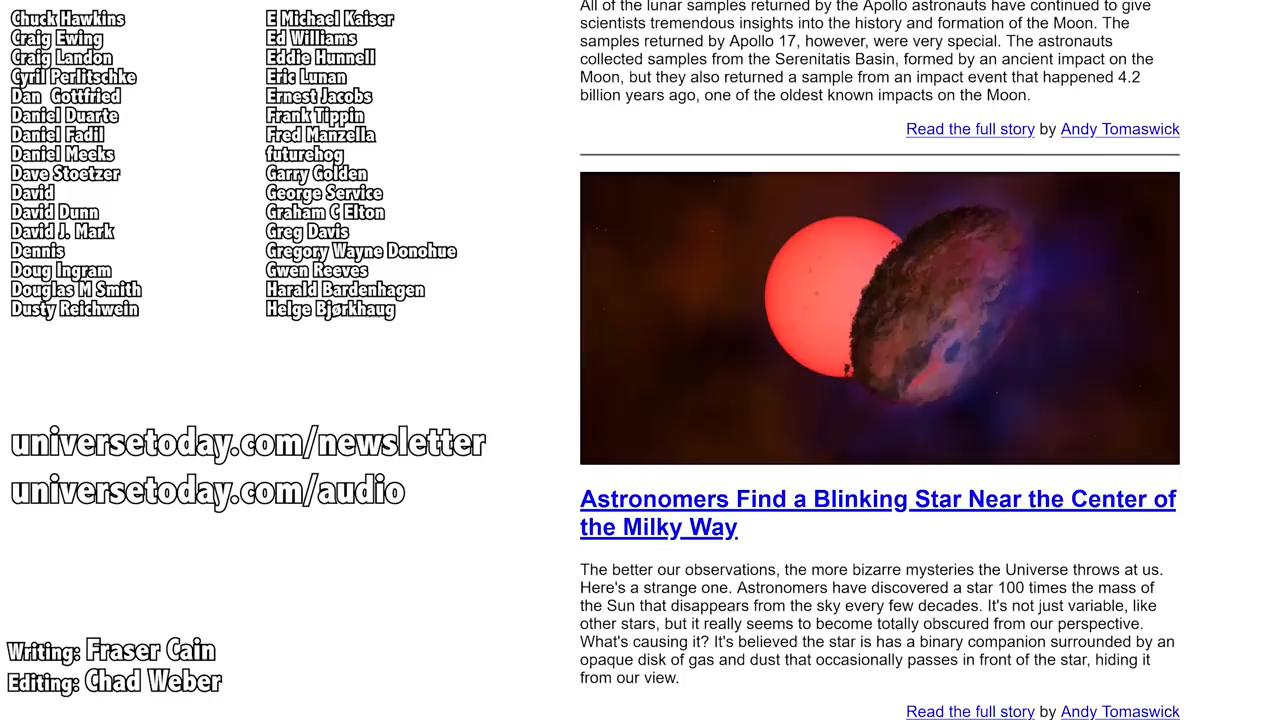 Chuck Hawkins
Craig Ewing
Craig Landon
Cyril Perlitschke
Dan Gottfried
Daniel Duarte
Daniel Fadil
Daniel Meeks
Dave Stoetzer
David
David Dunn
David J. Mark
Dennis
Doug Ingram
Douglas M Smith
Dusty Reichwein
E Michael Kaiser
Ed Williams
Eddie Hunnell
Eric Lunan
Ernest Jacobs
Frank Tippin
Fred Manzella
futurehog
Garry Golden
George Service
Graham C Elton
Greg Davis
Gregory Wayne Donohue
Gwen Reeves
Harald Bardenhagen
Helge Bjørkhaug
universetoday.com/newsletter
universetoday.com/audio
Writing: Fraser Cain
Editing: Chad Weber
All of the lunar samples returned by the Apollo astronauts have continued to give
scientists tremendous insights into the history and formation of the Moon. The
samples returned by Apollo 17, however, were very special. The astronauts
collected samples from the Serenitatis Basin, formed by an ancient impact on the
Moon, but they also returned a sample from an impact event that happened 4.2
billion years ago, one of the oldest known impacts on the Moon.
Read the full story by Andy Tomaswick
Astronomers Find a Blinking Star Near the Center of
the Milky Way
The better our observations, the more bizarre mysteries the Universe throws at us.
Here's a strange one. Astronomers have discovered a star 100 times the mass of
the Sun that disappears from the sky every few decades. It's not just variable, like
other stars, but it really seems to become totally obscured from our perspective.
What's causing it? It's believed the star is has a binary companion surrounded by an
opaque disk of gas and dust that occasionally passes in front of the star, hiding it
from our view.
Read the full story by Andy Tomaswick